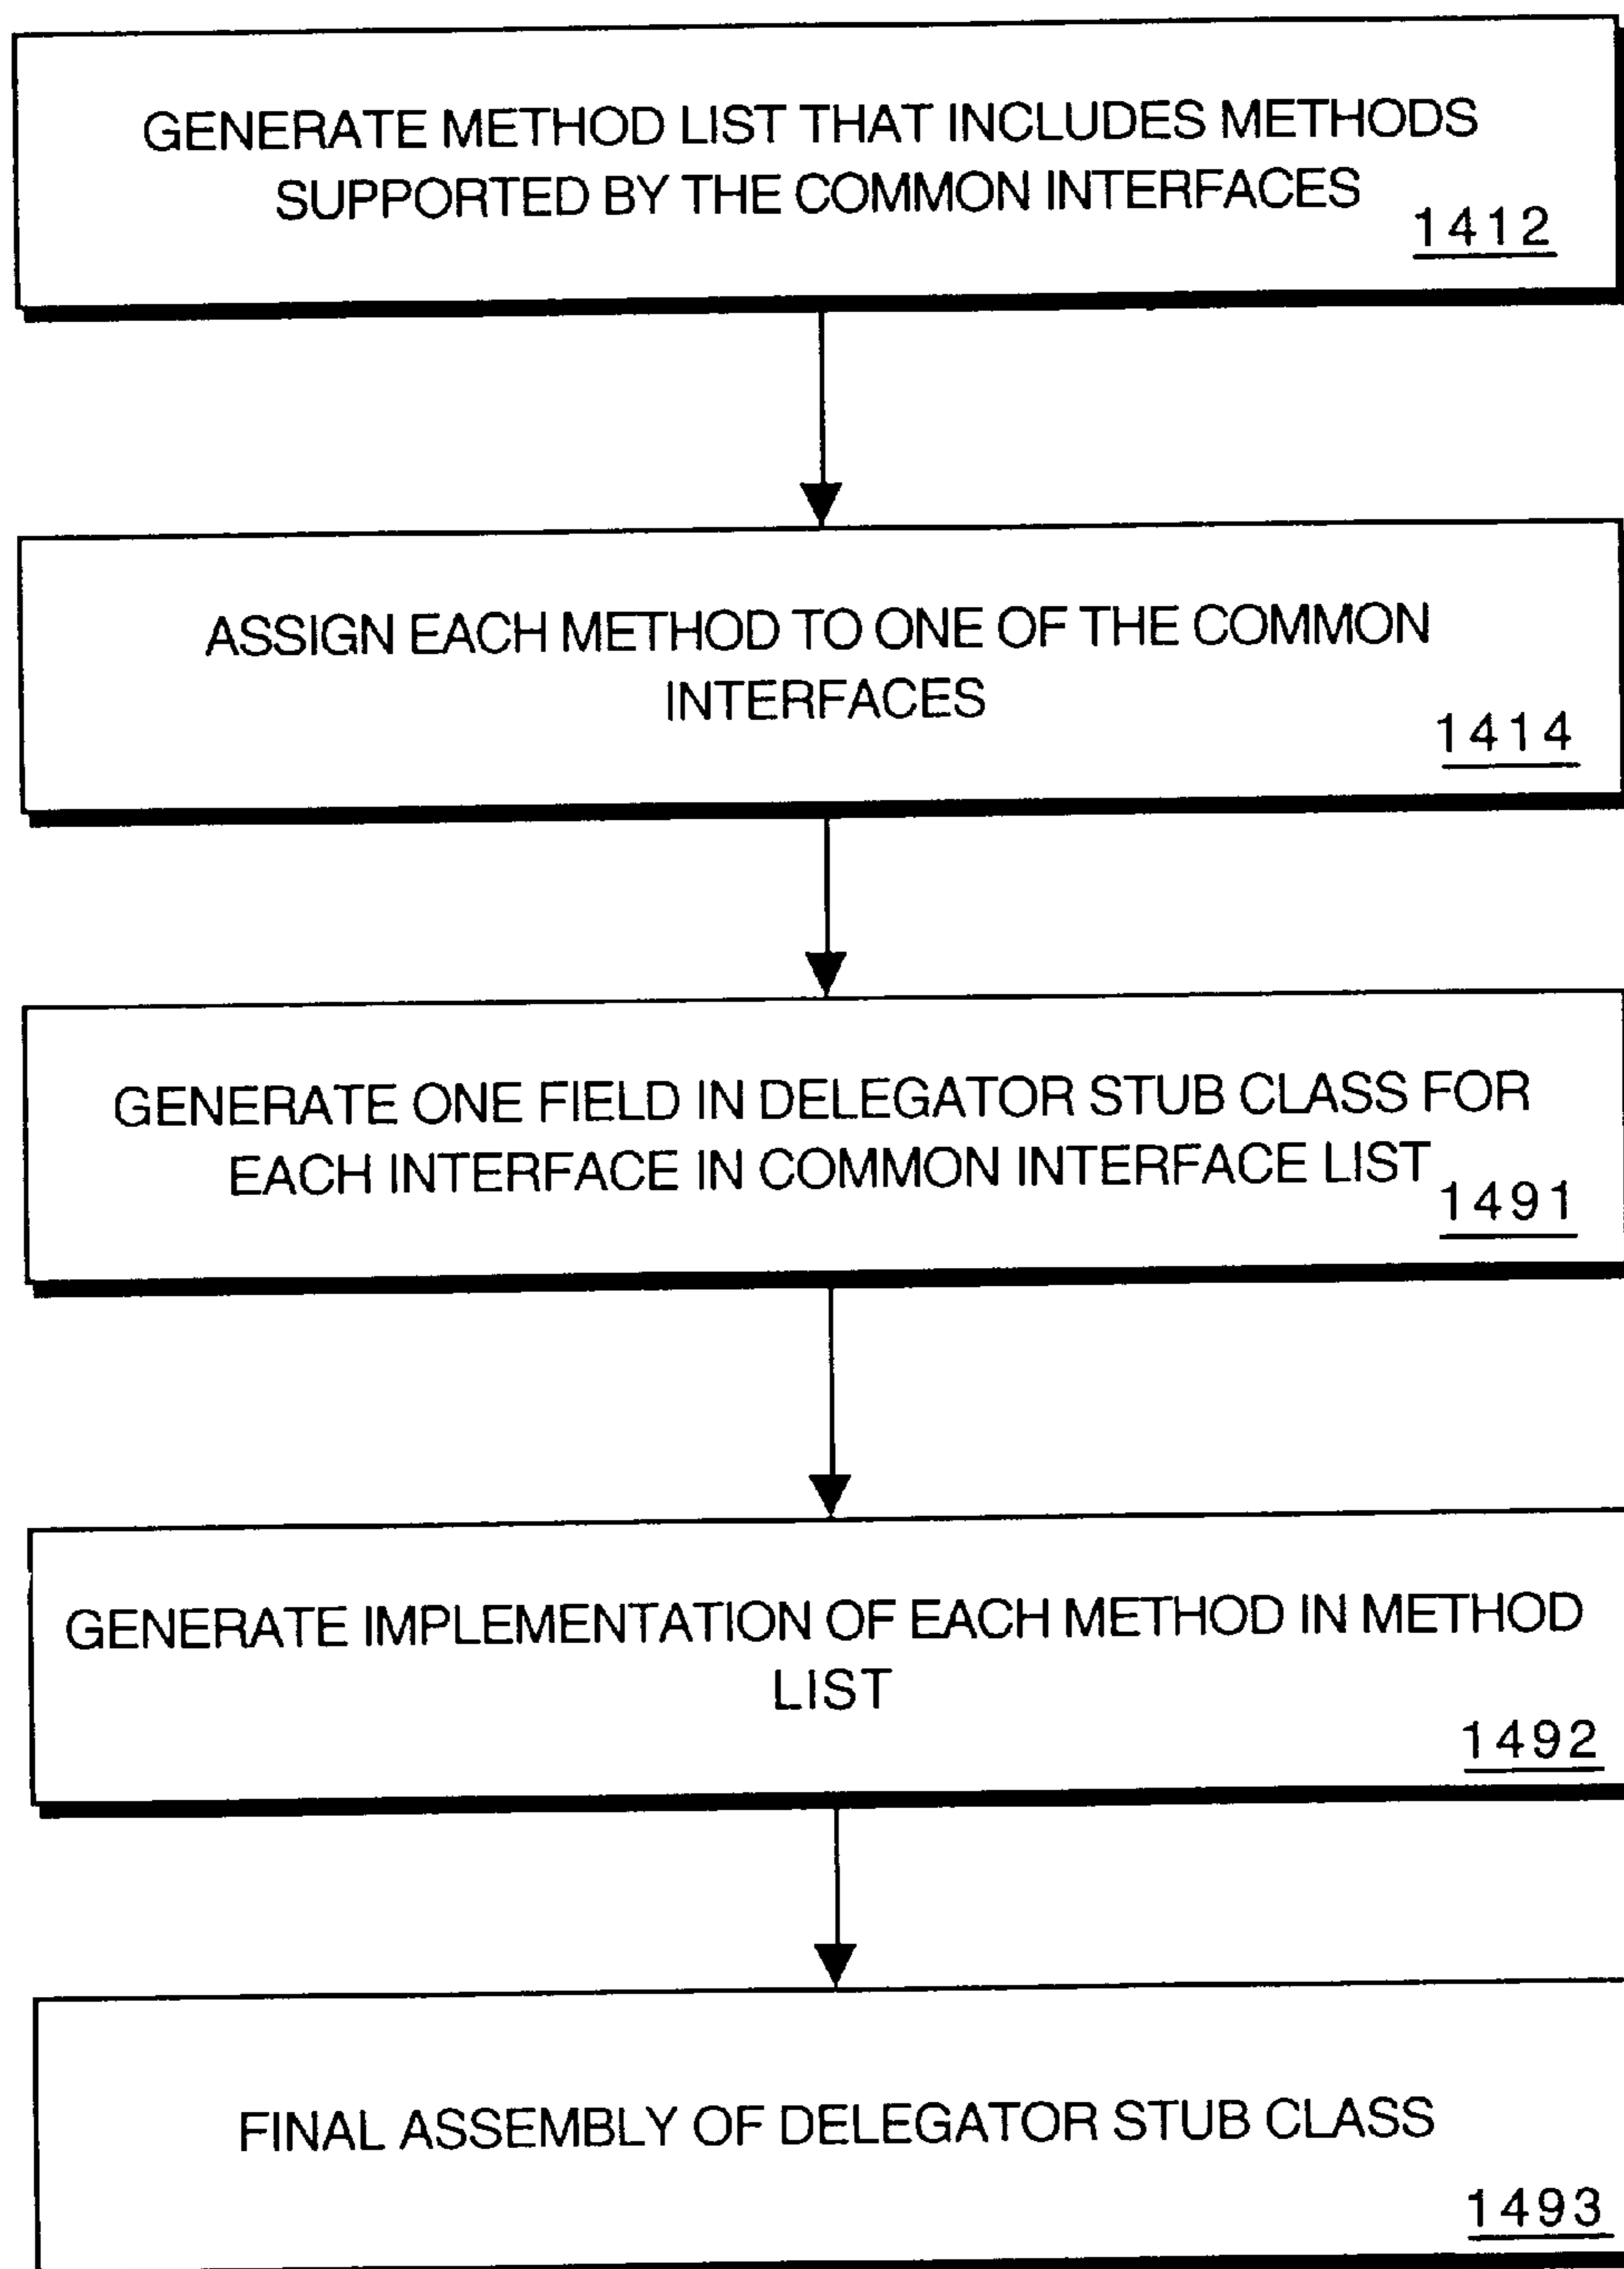 GENERATE METHOD LIST THAT INCLUDES METHODS
SUPPORTED BY THE COMMON INTERFACES
1412
ASSIGN EACH METHOD TO ONE OF THE COMMON
INTERFACES
1414
GENERATE ONE FIELD IN DELEGATOR STUB CLASS FOR
EACH INTERFACE IN COMMON INTERFACE LIST
1491
GENERATE IMPLEMENTATION OF EACH METHOD IN METHOD
LIST
1492
FINAL ASSEMBLY OF DELEGATOR STUB CLASS
1493